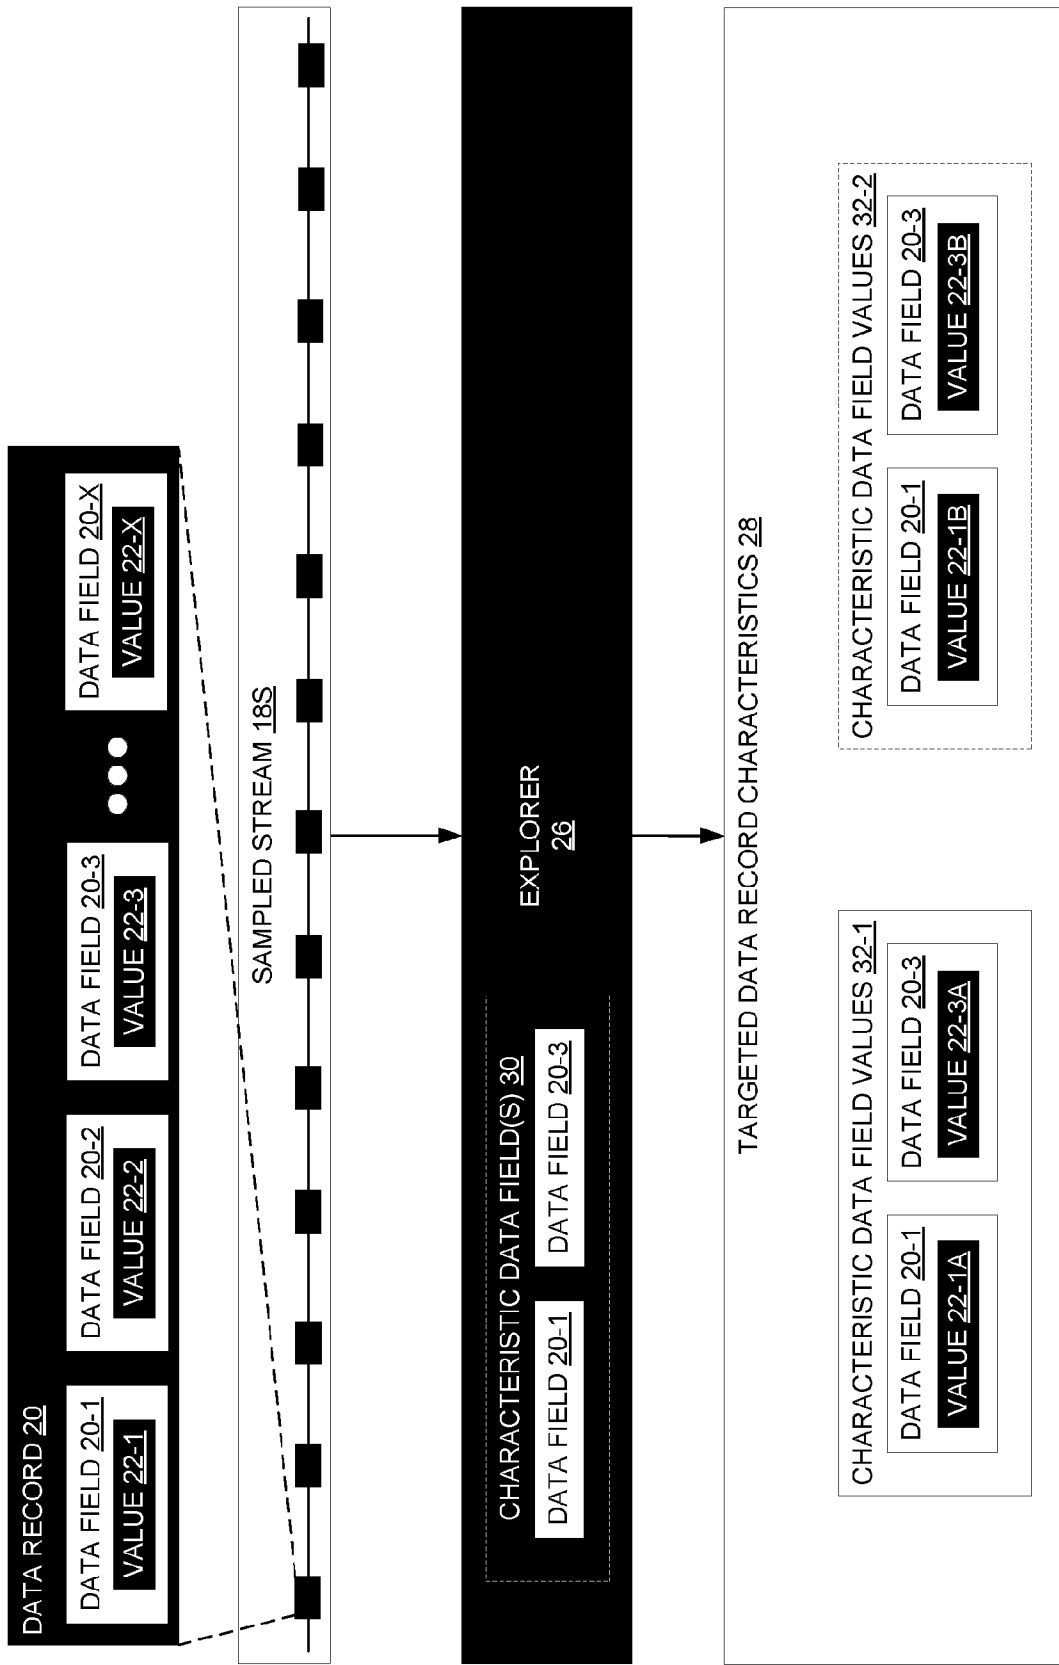 DATA RECORD 20
DATA FIELD 20-1
VALUE 22-1
DATA FIELD 20-2
VALUE 22-2
DATA FIELD 20-3
VALUE 22-3
DATA FIELD 20-X
VALUE 22-X
SAMPLED STREAM 18S
EXPLORER
26
CHARACTERISTIC DATA FIELD(S) 30
DATA FIELD 20-1
DATA FIELD 20-3
TARGETED DATA RECORD CHARACTERISTICS 28
CHARACTERISTIC DATA FIELD VALUES 32-1
DATA FIELD 20-1
VALUE 22-1A
DATA FIELD 20-3
VALUE 22-3A
CHARACTERISTIC DATA FIELD VALUES 32-2
DATA FIELD 20-1
VALUE 22-1B
DATA FIELD 20-3
VALUE 22-3B